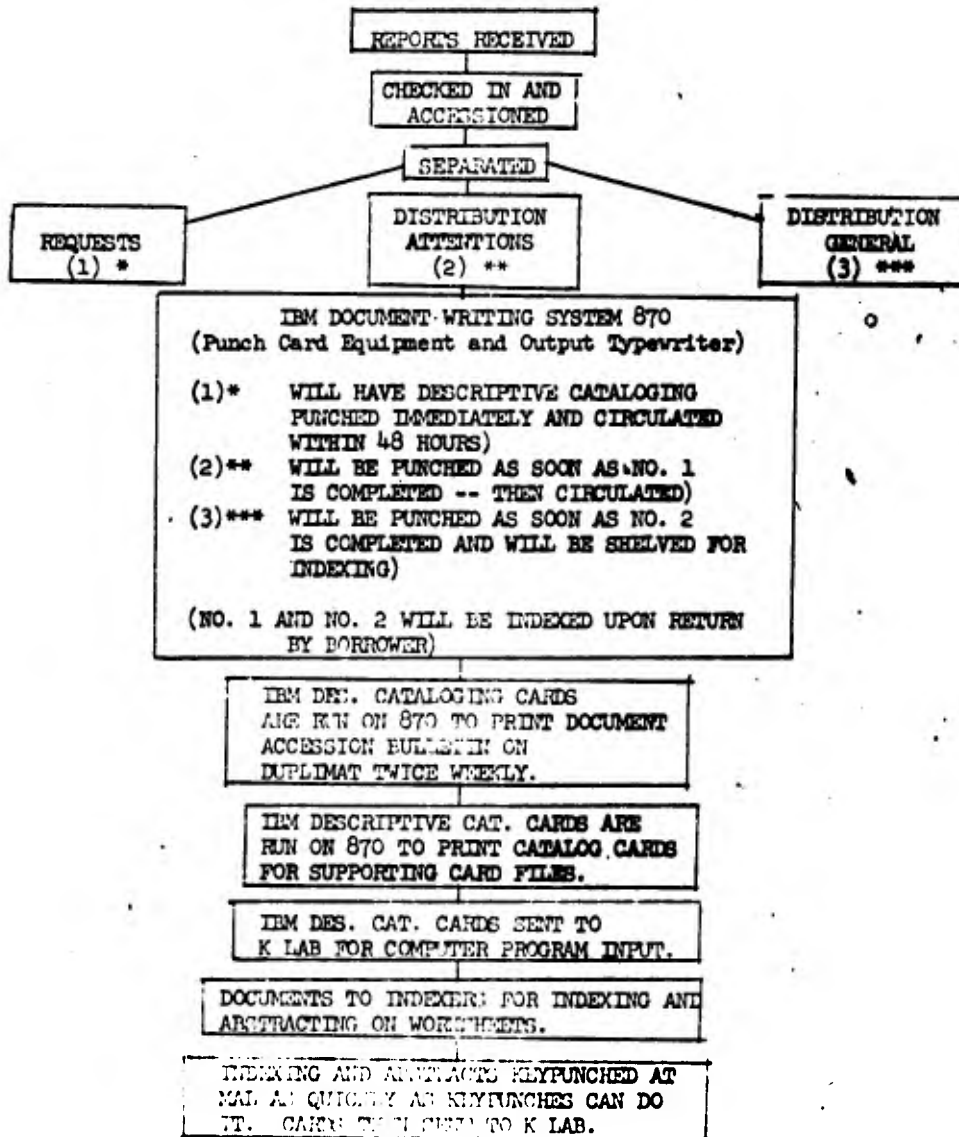 REPORTS RECEIVED
CHECKED IN AND
ACCESSIONED
SEPARATED
REQUESTS
(1) *
DISTRIBUTION
ATTENTIONS
(2) **
DISTRIBUTION
GENERAL
(3) ***
IBM DOCUMENT WRITING SYSTEM 870
(Punch Card Equipment and Output Typewriter)
(1)* WILL HAVE DESCRIPTIVE CATALOGING
PUNCHED IMMEDIATELY AND CIRCULATED
WITHIN 48 HOURS)
(2)** WILL BE PUNCHED AS SOON AS NO. 1
IS COMPLETED -- THEN CIRCULATED)
(3)*** WILL BE PUNCHED AS SOON AS NO. 2
IS COMPLETED AND WILL BE SHELVED FOR
INDEXING)
(NO. 1 AND NO. 2 WILL BE INDEXED UPON RETURN
BY BORROWER)
IBM DES. CATALOGING CARDS
ARE RUN ON 870 TO PRINT DOCUMENT
ACCESSION BULLETIN ON
DUPLIMAT TWICE WEEKLY.
IBM DESCRIPTIVE CAT. CARDS ARE
RUN ON 870 TO PRINT CATALOG CARDS
FOR SUPPORTING CARD FILES.
IBM DES. CAT. CARDS SENT TO
K LAB FOR COMPUTER PROGRAM INPUT.
DOCUMENTS TO INDEXERS FOR INDEXING AND
ABSTRACTING ON WORKSHEETS.
INDEXING AND ABSTRACTS KEYPUNCHED AT
MAL AS QUICKLY AS KEYPUNCHES CAN DO
IT. CARDS THEN SENT TO K LAB.